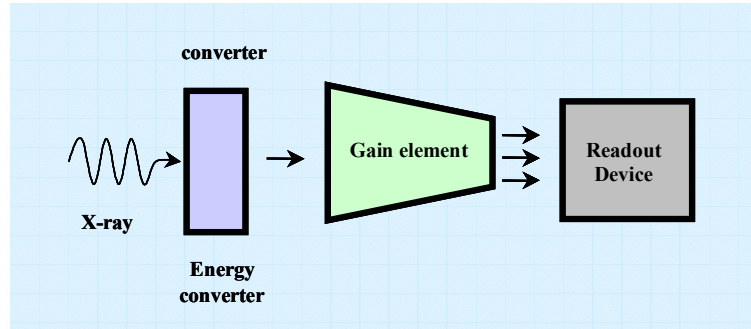 converter
Gain element
Readout
Device
X-ray
Energy
converter